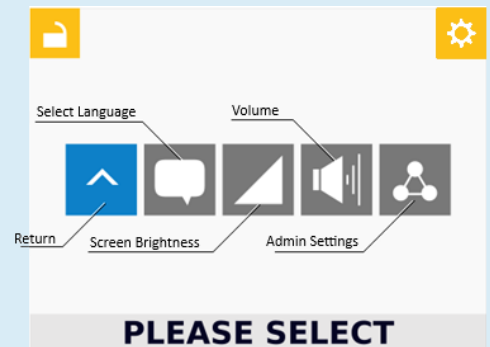 Select Language
Volume
Return
Screen Brightness
Admin Settings
PLEASE SELECT